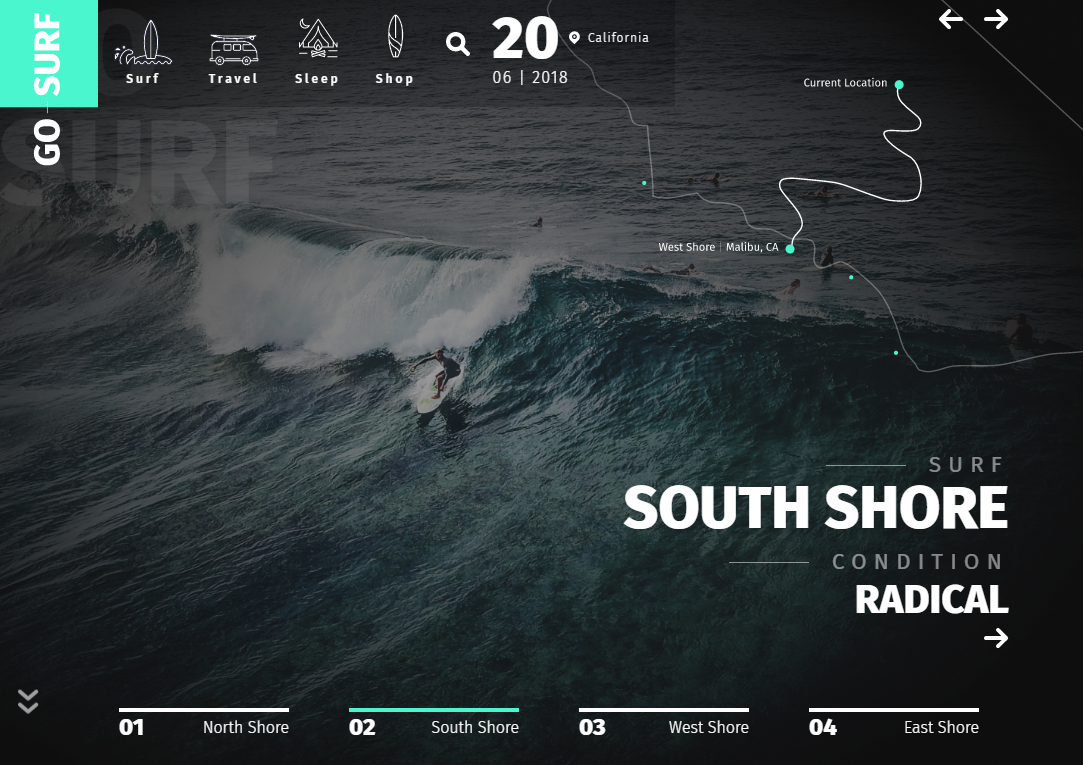 GO SURF
SURF
Surf
Travel
Sleep
Shop
20
06 | 2018
California
Current Location
West Shore | Malibu, CA
SURF
SOUTH SHORE
CONDITION
RADICAL
01 North Shore
02 South Shore
03 West Shore
04 East Shore